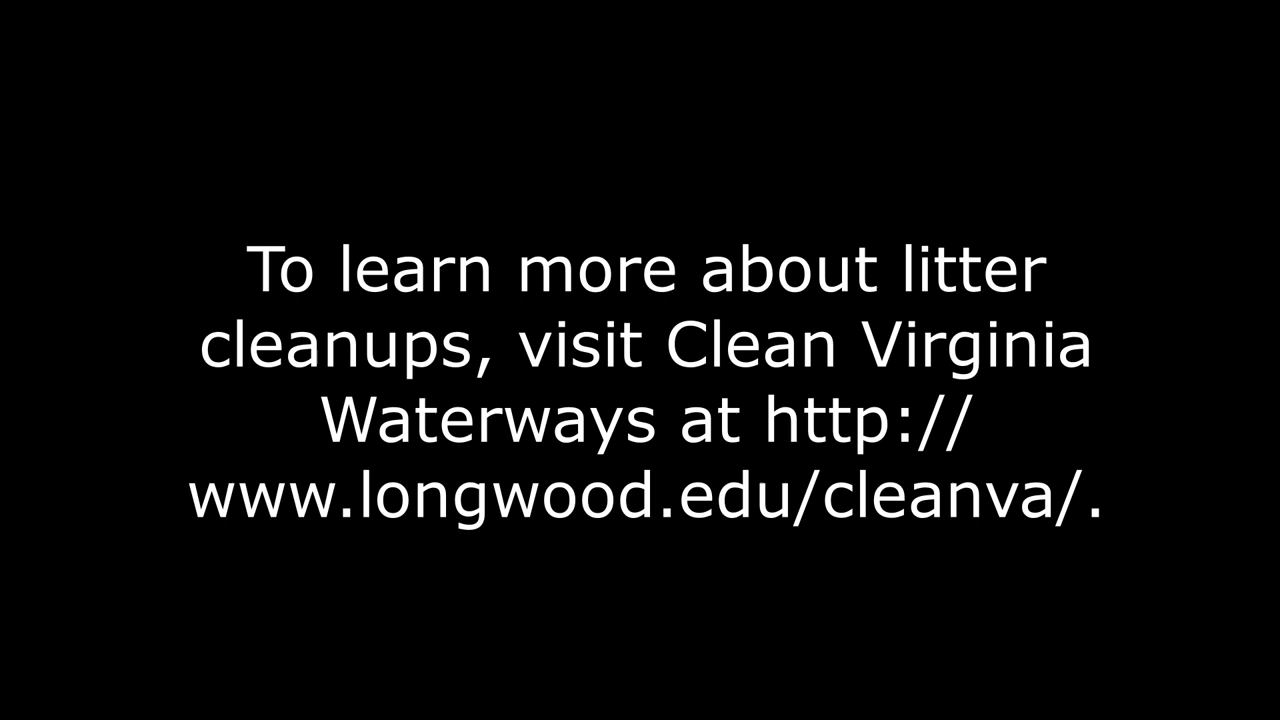 To learn more about litter
cleanups, visit Clean Virginia
Waterways at http://
www.longwood.edu/cleanva/.